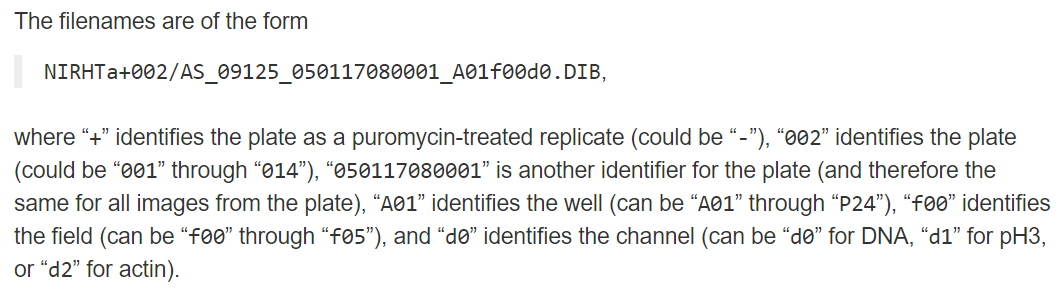 The filenames are of the form
NIRHTa+002/AS_09125_050117080001_A01f00d0.DIB,
where “+” identifies the plate as a puromycin-treated replicate (could be “-”), “002” identifies the plate
(could be “001” through “014”), “050117080001” is another identifier for the plate (and therefore the
same for all images from the plate), “A01” identifies the well (can be “A01” through “P24”), “f00” identifies
the field (can be “f00” through “f05”), and “d0” identifies the channel (can be “d0” for DNA, “d1” for pH3,
or “d2” for actin).